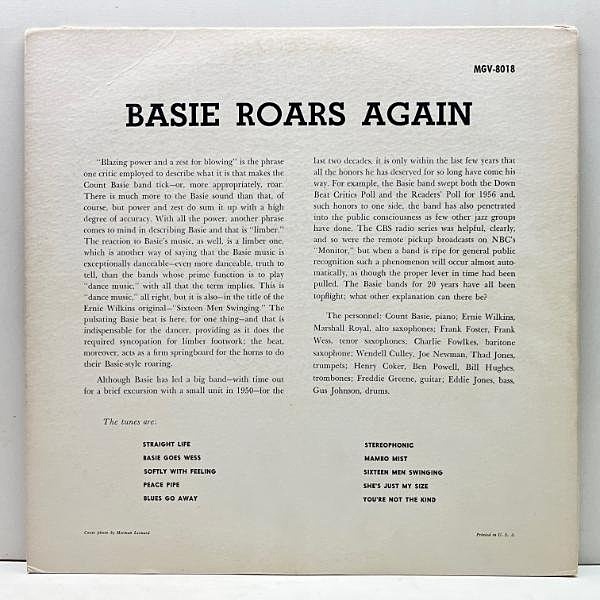 MGV-8018
BASIE ROARS AGAIN
"Blazing power and a zest for blowing" is the phrase
one critic employed to describe what it is that makes the
Count Basie band tick—or, more appropriately, roar.
There is much more to the Basie sound than that, of
course, but power and zest do sum it up with a high
degree of accuracy. With all the power, another phrase
comes to mind in describing Basie and that is "limber."
The reaction to Basie's music, as well, is a limber one,
which is another way of saying that the Basie music is
exceptionally danceable—even more danceable, truth to
tell, than the bands whose prime function is to play
"dance music," with all that the term implies. This is
"dance music," all right, but it is also—in the title of the
Ernie Wilkins original—"Sixteen Men Swinging." The
pulsating Basie beat is here, for one thing—and that is
indispensable for the dancer, providing as it does the
required syncopation for limber footwork; the beat,
moreover, acts as a firm springboard for the horns to do
their Basie-style roaring.
Although Basie has led a big band—with time out
for a brief excursion with a small unit in 1950—for the
last two decades, it is only within the last few years that
all the honors he has deserved for so long have come his
way. For example, the Basie band swept both the Down
Beat Critics Poll and the Readers' Poll for 1956 and,
such honors to one side, the band has also penetrated
into the public consciousness as few other jazz groups
have done. The CBS radio series was helpful, clearly,
and so were the remote pickup broadcasts on NBC's
"Monitor," but when a band is ripe for general public
recognition such a phenomenon will occur almost auto-
matically, as though the proper lever in time had been
pulled. The Basie bands for 20 years have all been
topflight; what other explanation can there be?
The personnel: Count Basie, piano; Ernie Wilkins,
Marshall Royal, alto saxophones; Frank Foster, Frank
Wess, tenor saxophones; Charlie Fowlkes, baritone
saxophone; Wendell Culley, Joe Newman, Thad Jones,
trumpets; Henry Coker, Ben Powell, Bill Hughes,
trombones; Freddie Greene, guitar; Eddie Jones, bass,
Gus Johnson, drums.
The tunes are:
STRAIGHT LIFE
BASIE GOES WESS
SOFTLY WITH FEELING
PEACE PIPE
BLUES GO AWAY
STEREOPHONIC
MAMBO MIST
SIXTEEN MEN SWINGING
SHE'S JUST MY SIZE
YOU'RE NOT THE KIND
Cover photo by Herman Leonard
Printed in U. S. A.